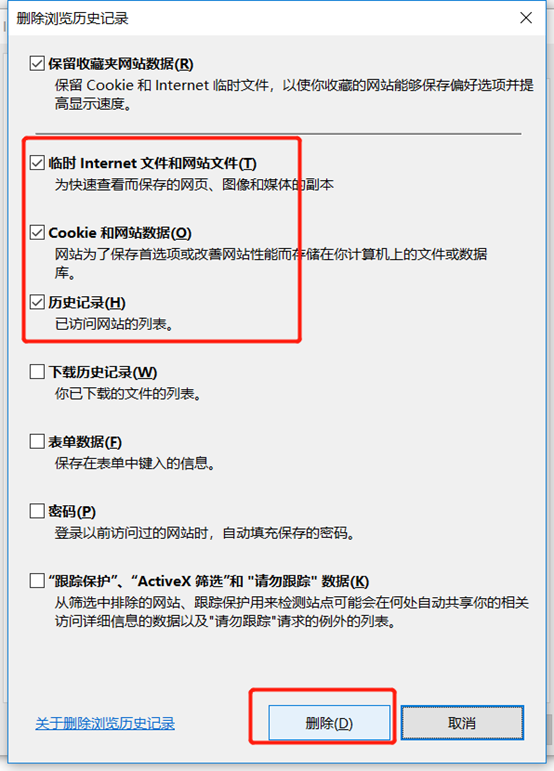 删除浏览历史记录
保留收藏夹网站数据(R)
保留 Cookie 和 Internet 临时文件，以使你收藏的网站能够保存偏好选项并提
高显示速度。
临时 Internet 文件和网站文件(T)
为快速查看而保存的网页、图像和媒体的副本
Cookie 和网站数据(O)
网站为了保存首选项或改善网站性能而存储在你计算机上的文件或数据
库。
历史记录(H)
已访问网站的列表。
下载历史记录(W)
你已下载的文件的列表。
表单数据(F)
保存在表单中键入的信息。
密码(P)
登录以前访问过的网站时，自动填充保存的密码。
“跟踪保护”、“ActiveX 筛选”和 "请勿跟踪" 数据(K)
从筛选中排除的网站、跟踪保护用来检测站点可能会在何处自动共享你的相关
访问详细信息的数据以及"请勿跟踪"请求的例外的列表。
关于删除浏览历史记录
删除(D)
取消